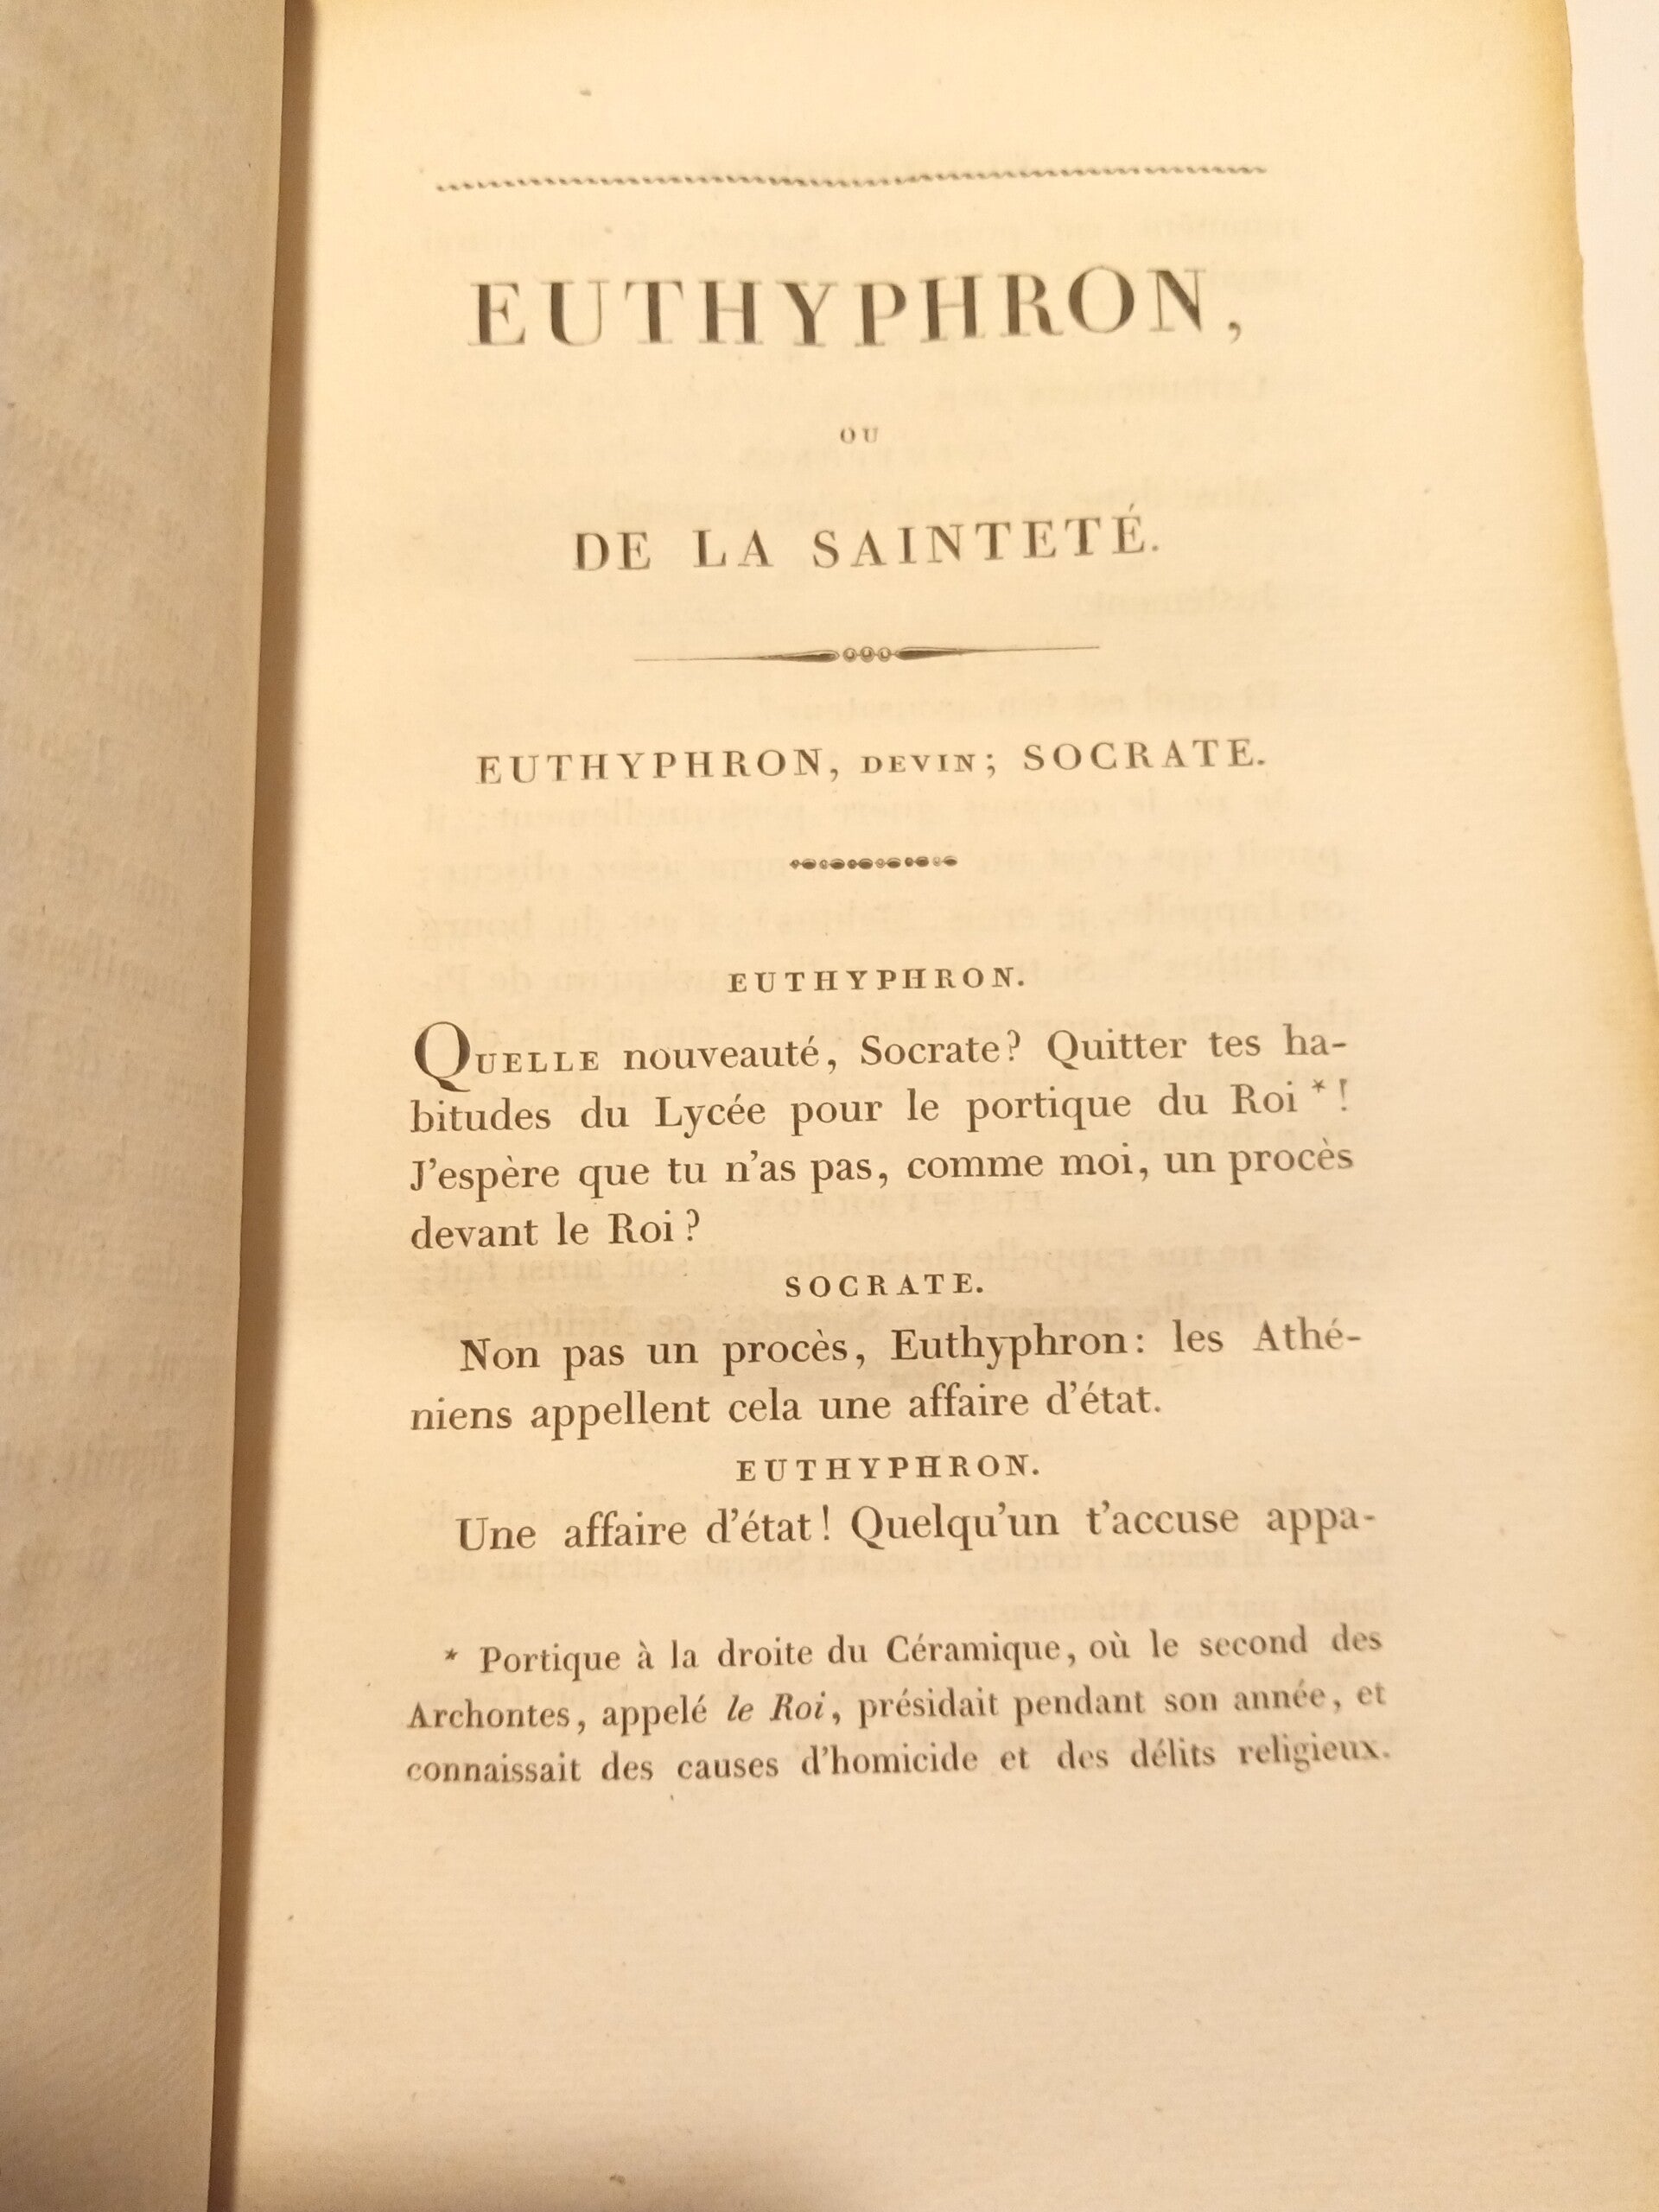 EUTHYPHRON,
OU
DE LA SAINTETÉ.
EUTHYPHRON, DEVIN; SOCRATE.
EUTHYPHRON.
QUELLE nouveauté, Socrate? Quitter tes ha-
bitudes du Lycée pour le portique du Roi *!
J'espère que tu n'as pas, comme moi, un procès
devant le Roi?
SOCRATE.
Non pas un procès, Euthyphron: les Athé-
niens appellent cela une affaire d'état.
EUTHYPHRON.
Une affaire d'état! Quelqu'un t'accuse appa-
* Portique à la droite du Céramique, où le second des
Archontes, appelé le Roi, présidait pendant son année, et
connaissait des causes d'homicide et des délits religieux.